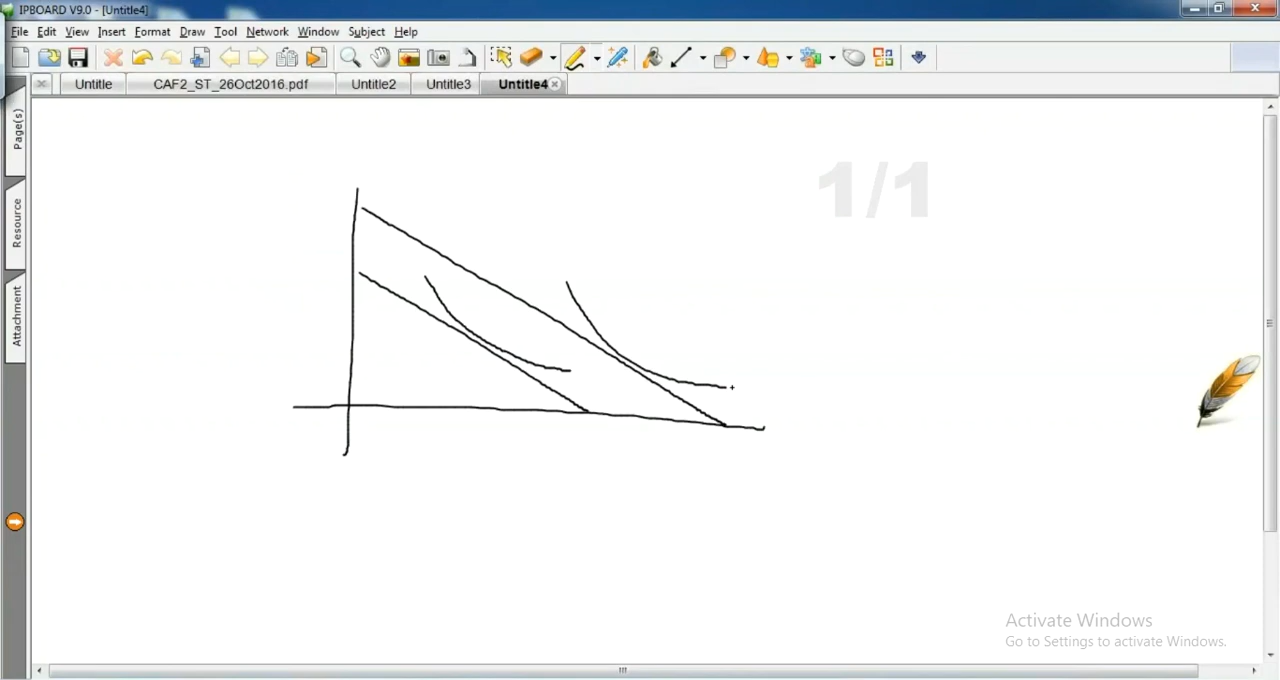 IPBOARD V9.0 - [Untitle4]
File Edit View Insert Format Draw Tool Network Window Subject Help
Untitle CAF2_ST_26Oct2016.pdf Untitle2 Untitle3 Untitle4
Page(s)
Resource
Attachment
1/1
Activate Windows
Go to Settings to activate Windows.